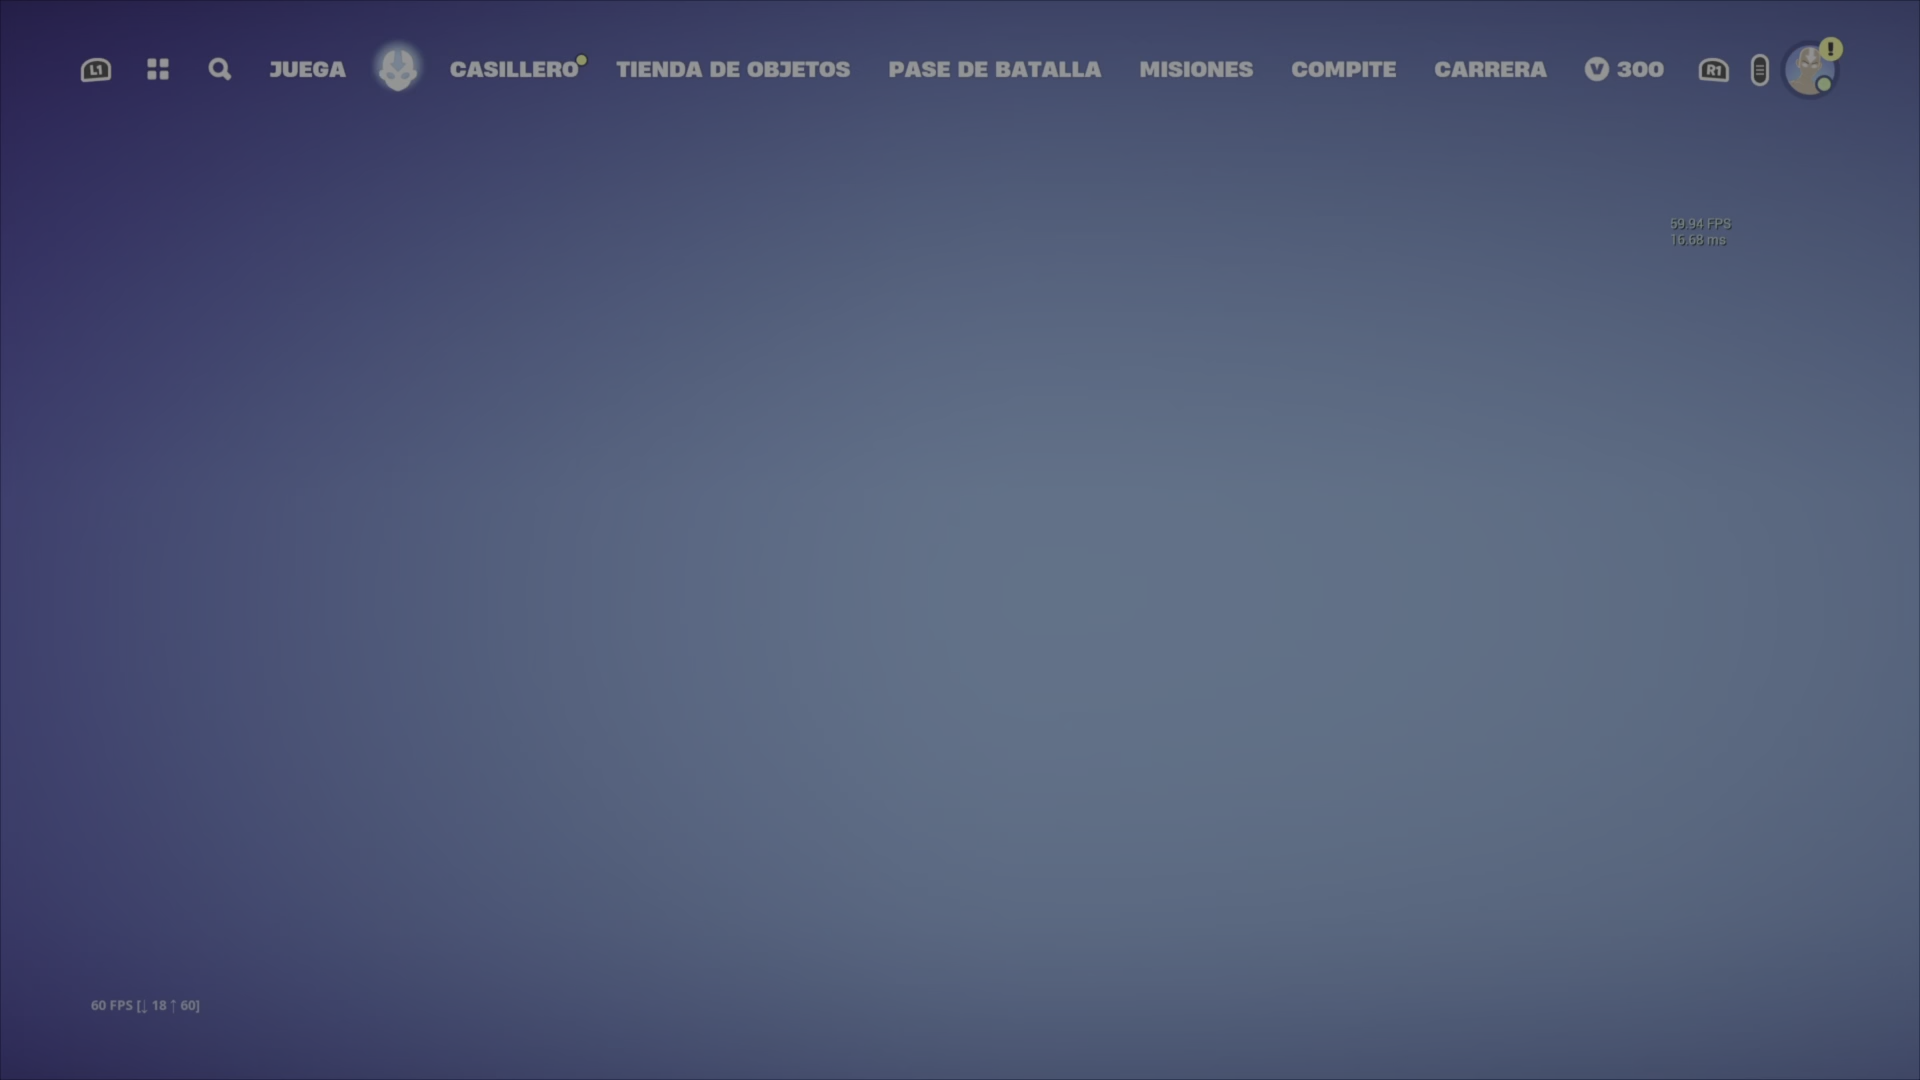 L1 JUEGA CASILLERO TIENDA DE OBJETOS PASE DE BATALLA MISIONES COMPITE CARRERA V 300 R1 !
59.94 FPS
16.68 ms
60 FPS [↓ 18 ↑ 60]